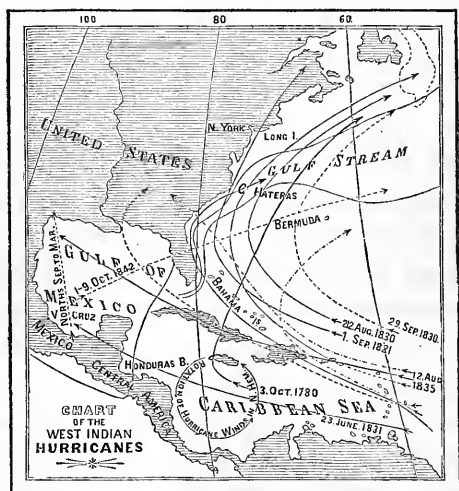 100 80 60
UNITED STATES
N. YORK
LONG I.
GULF STREAM
C. HATERAS
BERMUDA
GULF OF MEXICO
NORTHS SEP. TO MAR.
1-9. OCT. 1842
V. CRUZ
BAHAMA IS.
29. SEP. 1830.
22 AUG. 1830
1. SEP. 1821
12. AUG
1835
MEXICO
HONDURAS B.
CENTRAL AMERICA
ROTATION OF HURRICANE WINDS IN
3. OCT. 1780
CARIBBEAN SEA
23. JUNE. 1831
CHART
OF THE
WEST INDIAN
HURRICANES